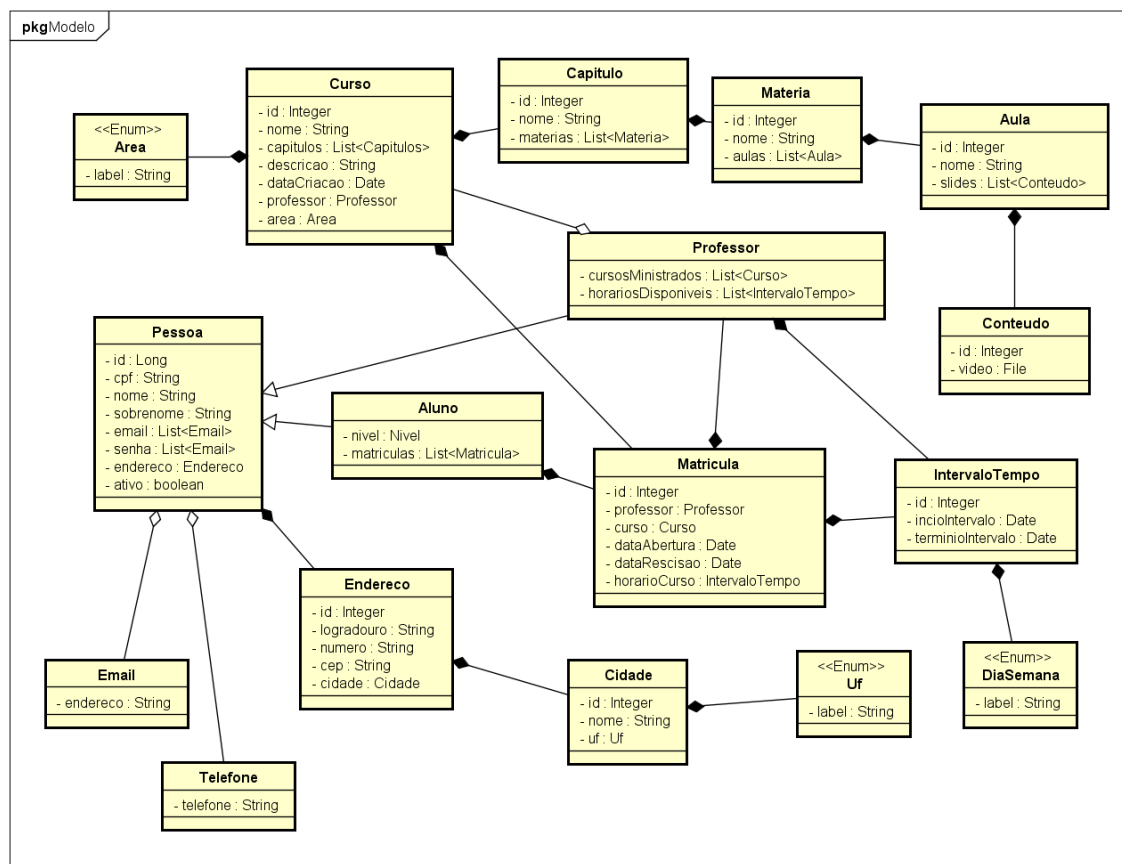 pkgModelo
Curso
- id : Integer
- nome : String
- capitulos : List<Capitulos>
- descricao : String
- dataCriacao : Date
- professor : Professor
- area : Area
Capitulo
- id : Integer
- nome : String
- materias : List<Materia>
Materia
- id : Integer
- nome : String
- aulas : List<Aula>
Aula
- id : Integer
- nome : String
- slides : List<Conteudo>
<<Enum>>
Area
- label : String
Professor
- cursosMinistrados : List<Curso>
- horariosDisponiveis : List<IntervaloTempo>
Conteudo
- id : Integer
- video : File
Pessoa
- id : Long
- cpf : String
- nome : String
- sobrenome : String
- email : List<Email>
- senha : List<Email>
- endereco : Endereco
- ativo : boolean
Aluno
- nivel : Nivel
- matriculas : List<Matricula>
Matricula
- id : Integer
- professor : Professor
- curso : Curso
- dataAbertura : Date
- dataRescisao : Date
- horarioCurso : IntervaloTempo
IntervaloTempo
- id : Integer
- incioIntervalo : Date
- terminioIntervalo : Date
Endereco
- id : Integer
- logradouro : String
- numero : String
- cep : String
- cidade : Cidade
Email
- endereco : String
Cidade
- id : Integer
- nome : String
- uf : Uf
<<Enum>>
Uf
- label : String
<<Enum>>
DiaSemana
- label : String
Telefone
- telefone : String